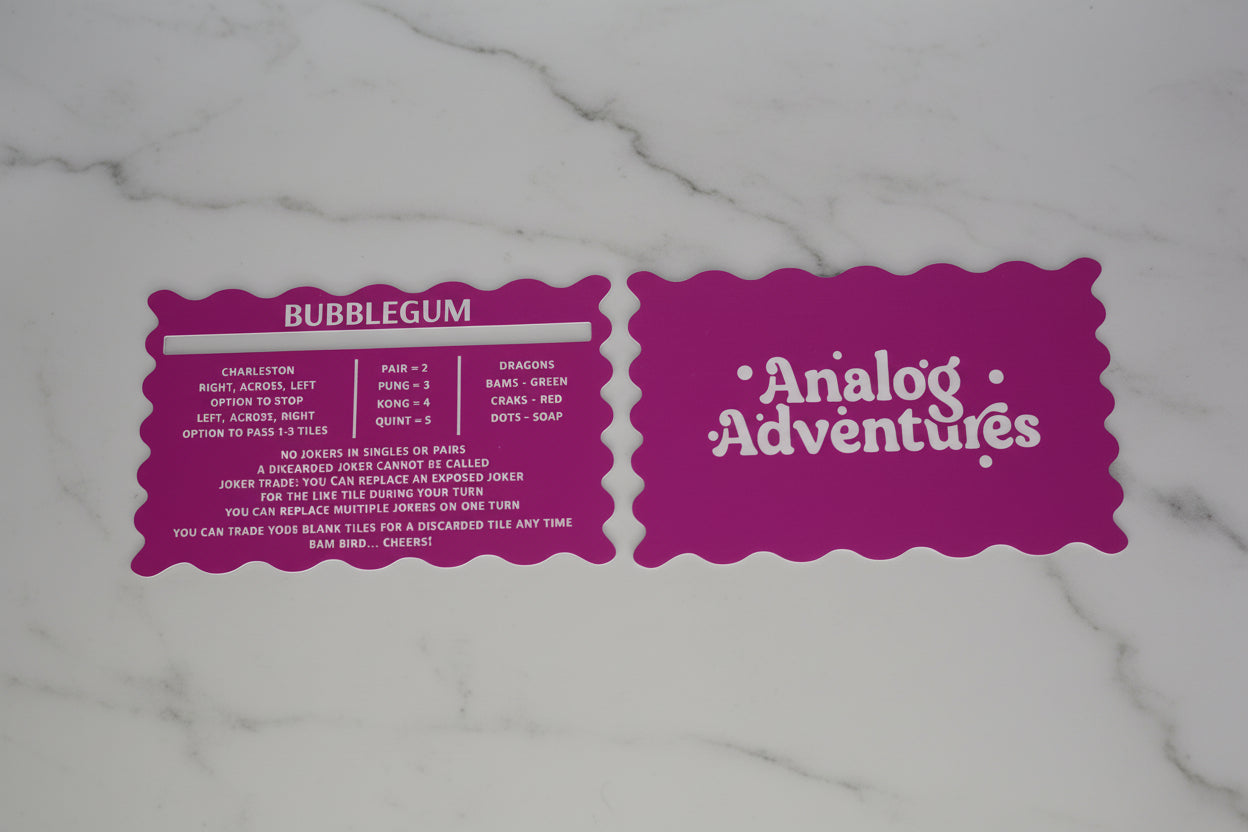 BUBBLEGUM
CHARLESTON
RIGHT, ACROSS, LEFT
OPTION TO STOP
LEFT, ACROSS, RIGHT
OPTION TO PASS 1-3 TILES
PAIR = 2
PUNG = 3
KONG = 4
QUINT = S
DRAGONS
BAMS - GREEN
CRAKS - RED
DOTS - SOAP
NO JOKERS IN SINGLES OR PAIRS
A DIKEARDED JOKER CANNOT BE CALLED
JOKER TRADE: YOU CAN REPLACE AN EXPOSED JOKER
FOR THE LIKE TILE DURING YOUR TURN
YOU CAN REPLACE MUITIPLE JOKERS ON ONE TURN
YOU CAN TRADE YODS BLANK TILES FOR A DISCARDED TILE ANY TIME
BAM BIRD... CHEERS!
Analog
Adventures